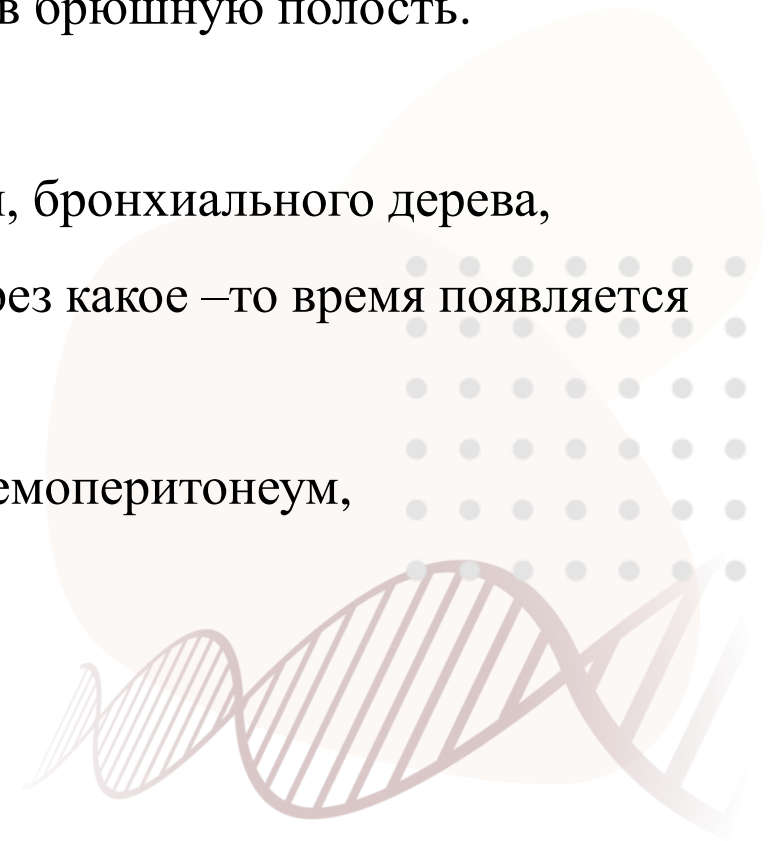 в брюшную полость.
, бронхиального дерева,
рез какое –то время появляется
емоперитонеум,